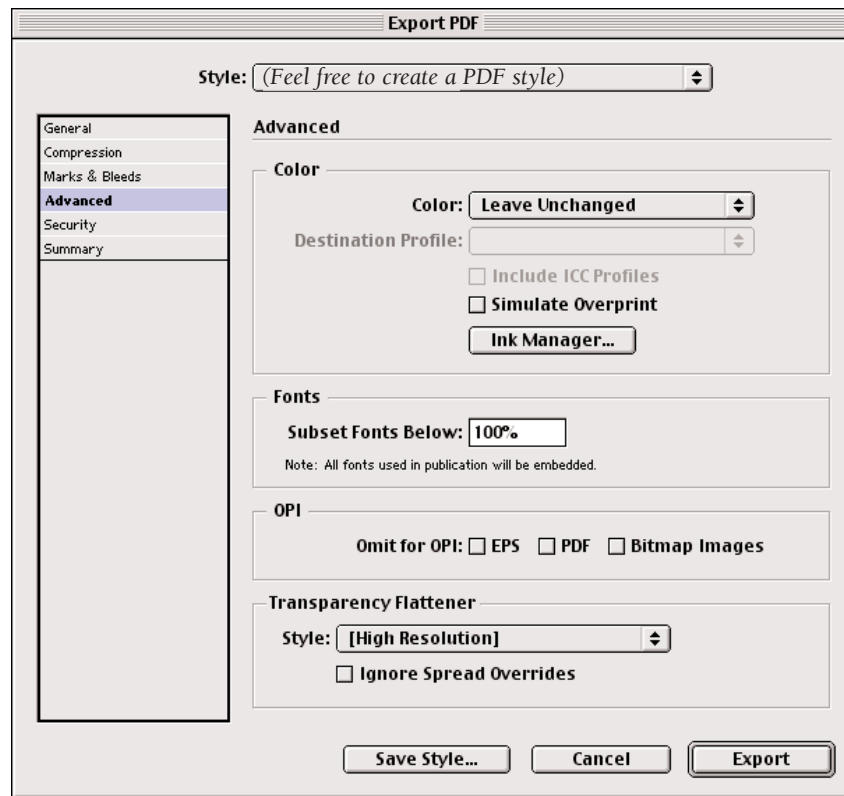 Export PDF
Style: (Feel free to create a PDF style)
General
Compression
Marks & Bleeds
Advanced
Security
Summary
Advanced
Color
Color: Leave Unchanged
Destination Profile:
Include ICC Profiles
Simulate Overprint
Ink Manager...
Fonts
Subset Fonts Below: 100%
Note: All fonts used in publication will be embedded.
OPI
Omit for OPI: EPS PDF Bitmap Images
Transparency Flattener
Style: [High Resolution]
Ignore Spread Overrides
Save Style... Cancel Export